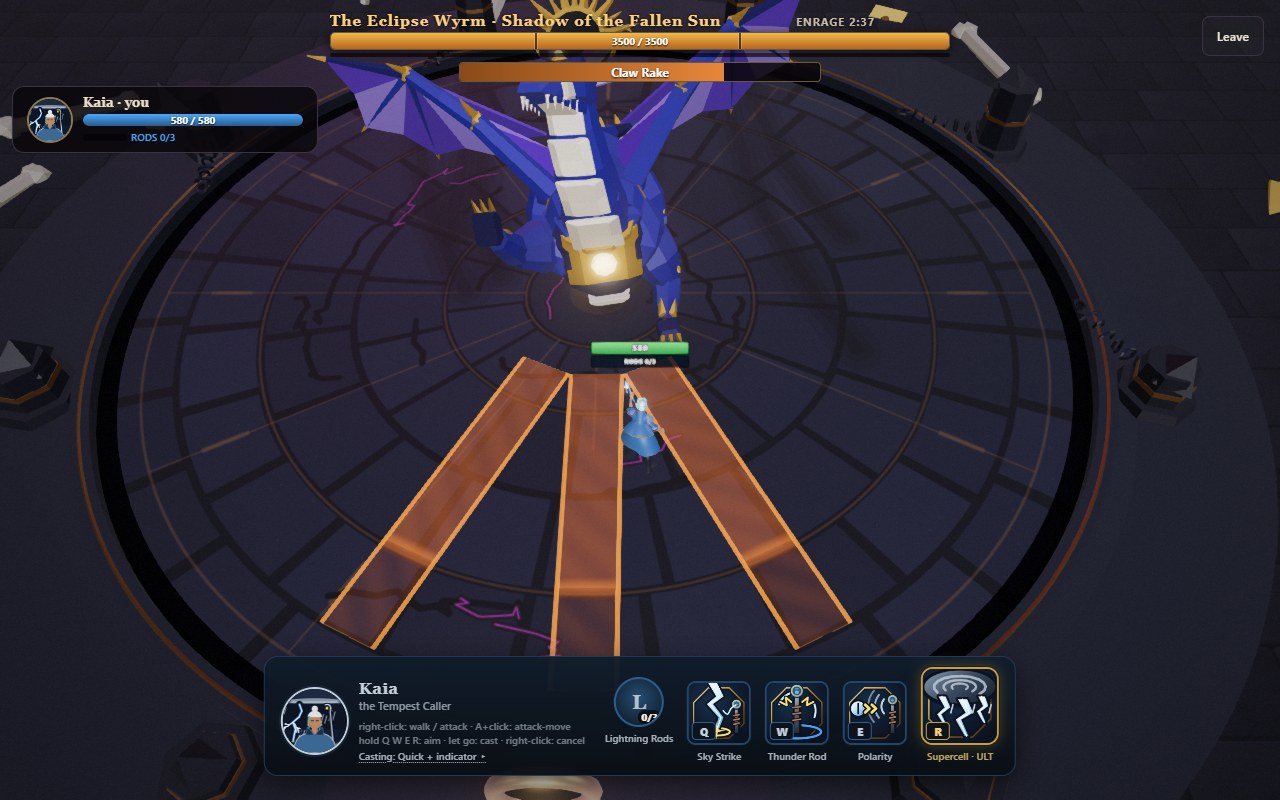 The Eclipse Wyrm - Shadow of the Fallen Sun
ENRAGE 2:37
3500 / 3500
Claw Rake
Leave
Kaia - you
580 / 580
RODS 0/3
580
RODS 0/3
Kaia
the Tempest Caller
right-click: walk / attack · A+click: attack-move
hold Q W E R: aim · let go: cast · right-click: cancel
Casting: Quick + indicator
L
0/3
Lightning Rods
Q
Sky Strike
W
Thunder Rod
E
Polarity
R
Supercell · ULT